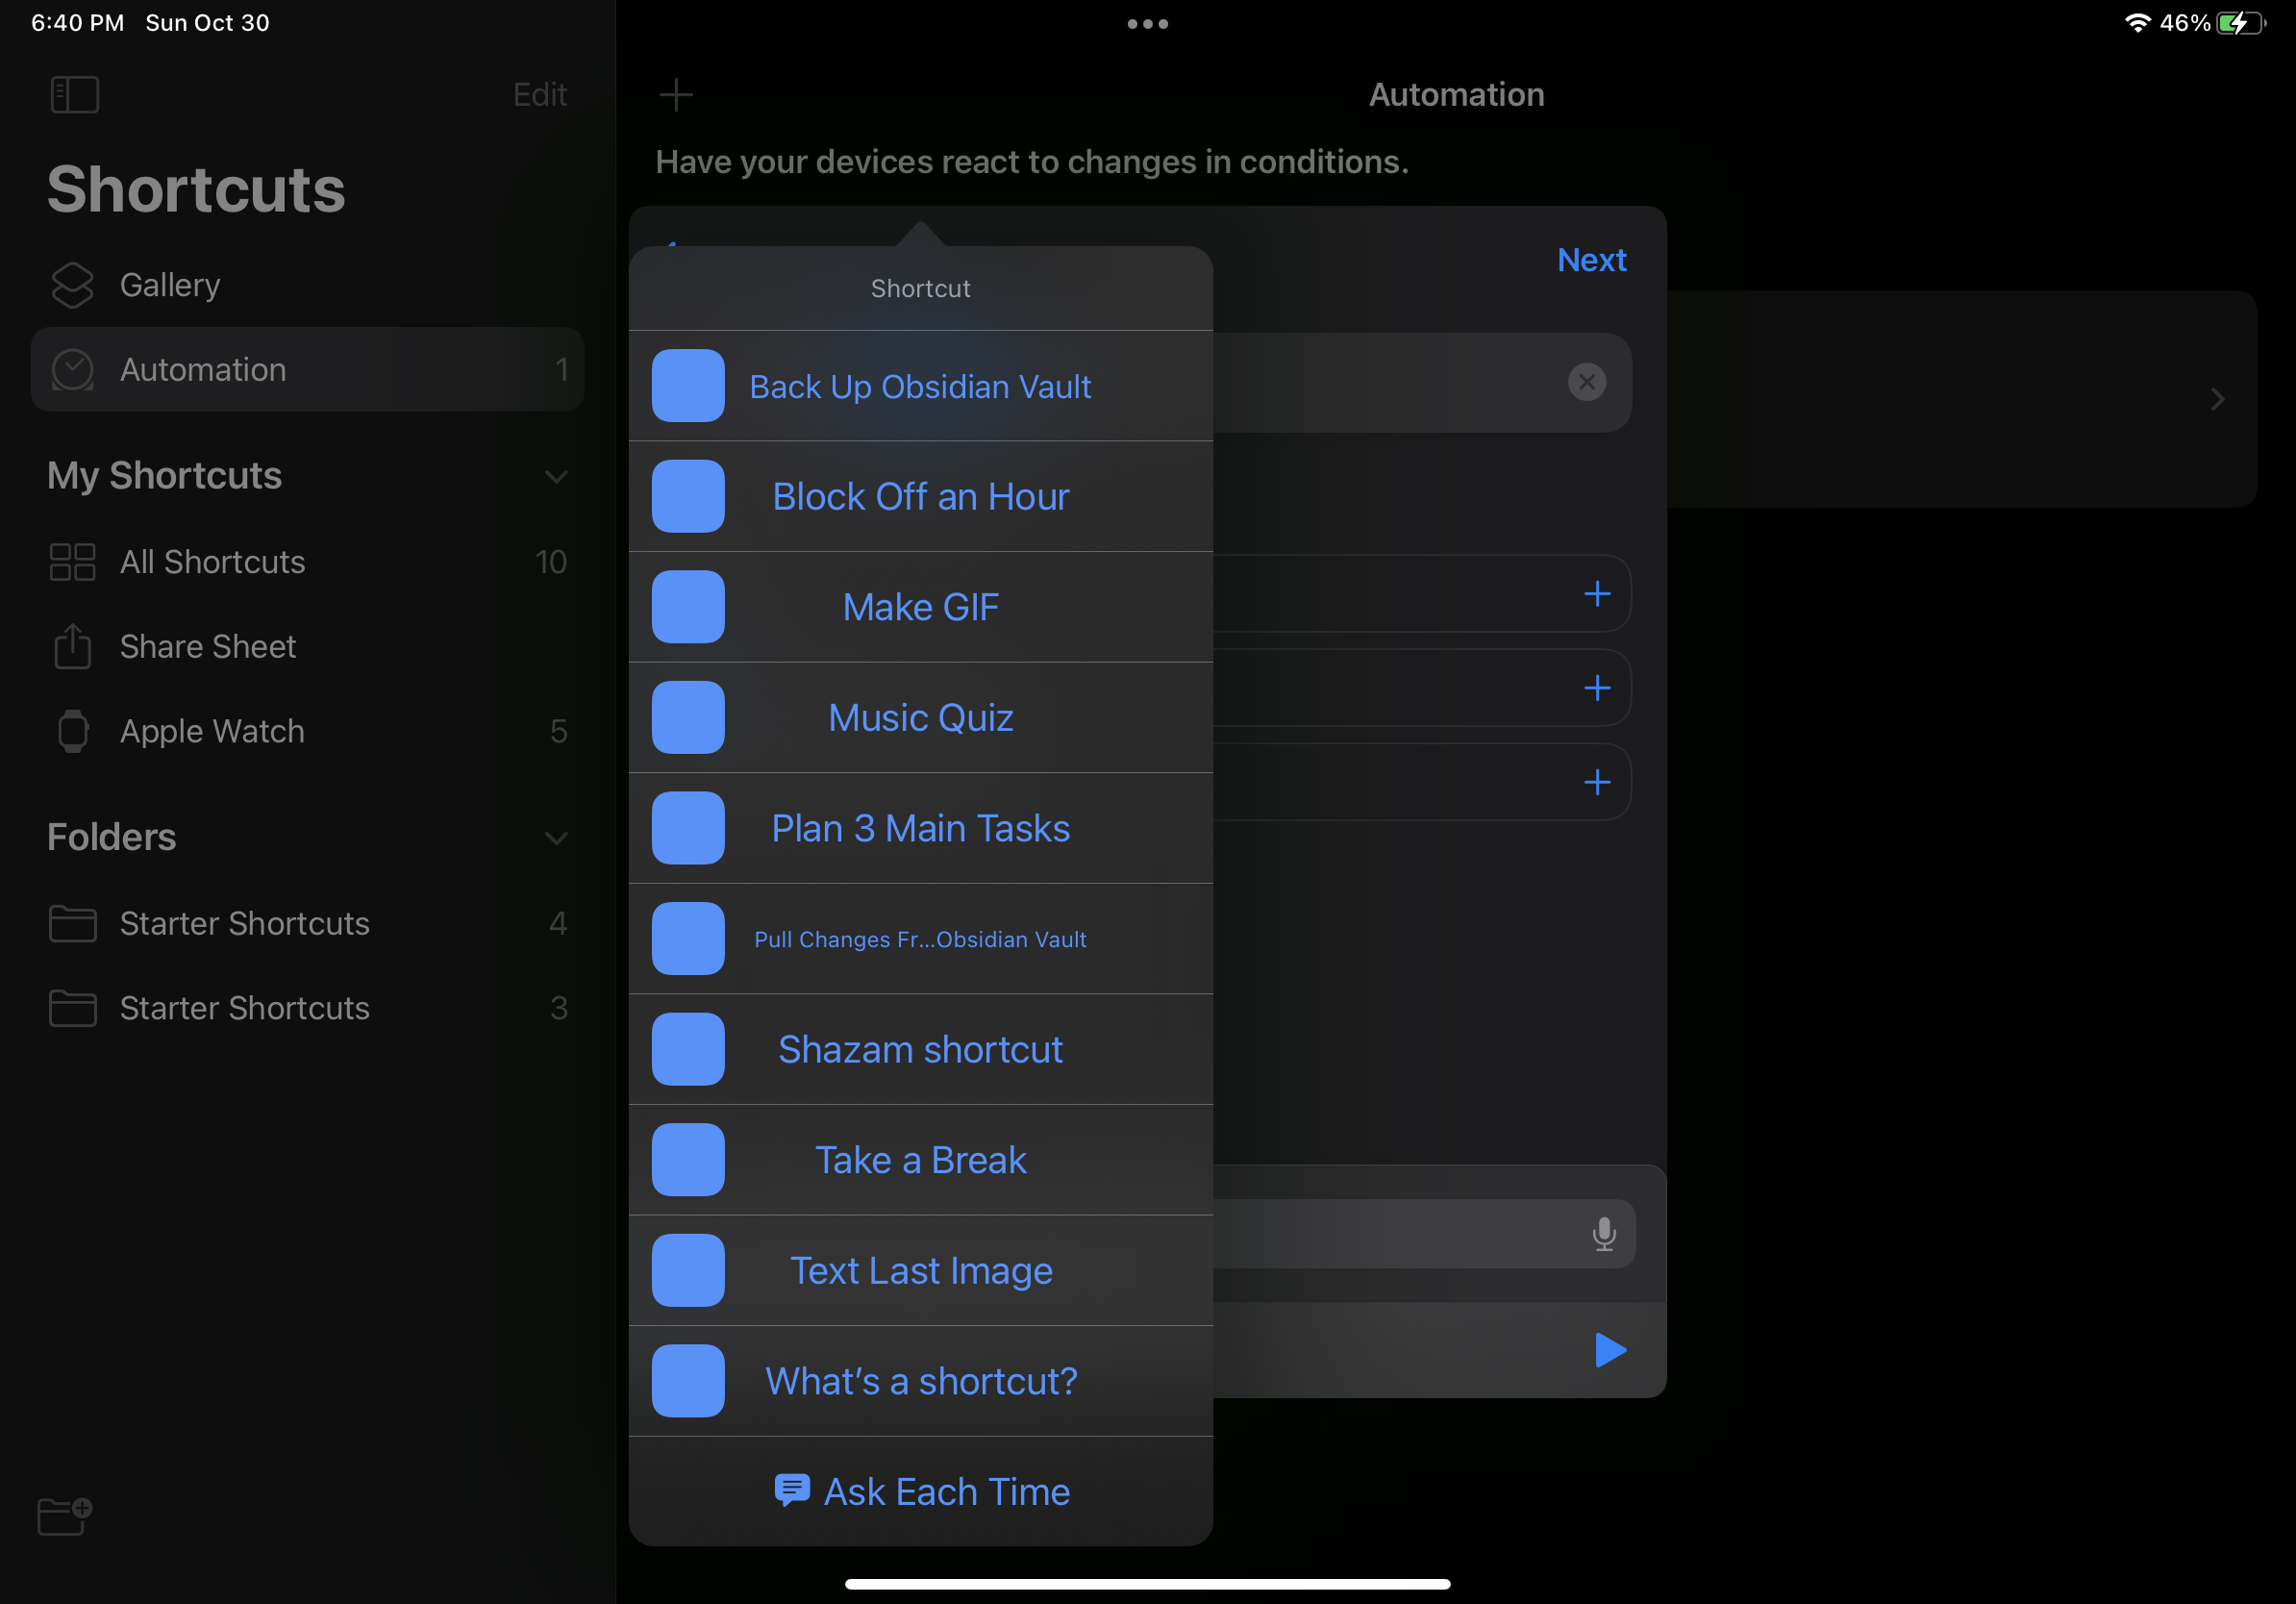 6:40 PM Sun Oct 30
46%
Edit
Shortcuts
Gallery
Automation 1
My Shortcuts
All Shortcuts 10
Share Sheet
Apple Watch 5
Folders
Starter Shortcuts 4
Starter Shortcuts 3
Automation
Have your devices react to changes in conditions.
Next
Shortcut
Back Up Obsidian Vault
Block Off an Hour
Make GIF
Music Quiz
Plan 3 Main Tasks
Pull Changes Fr...Obsidian Vault
Shazam shortcut
Take a Break
Text Last Image
What’s a shortcut?
Ask Each Time